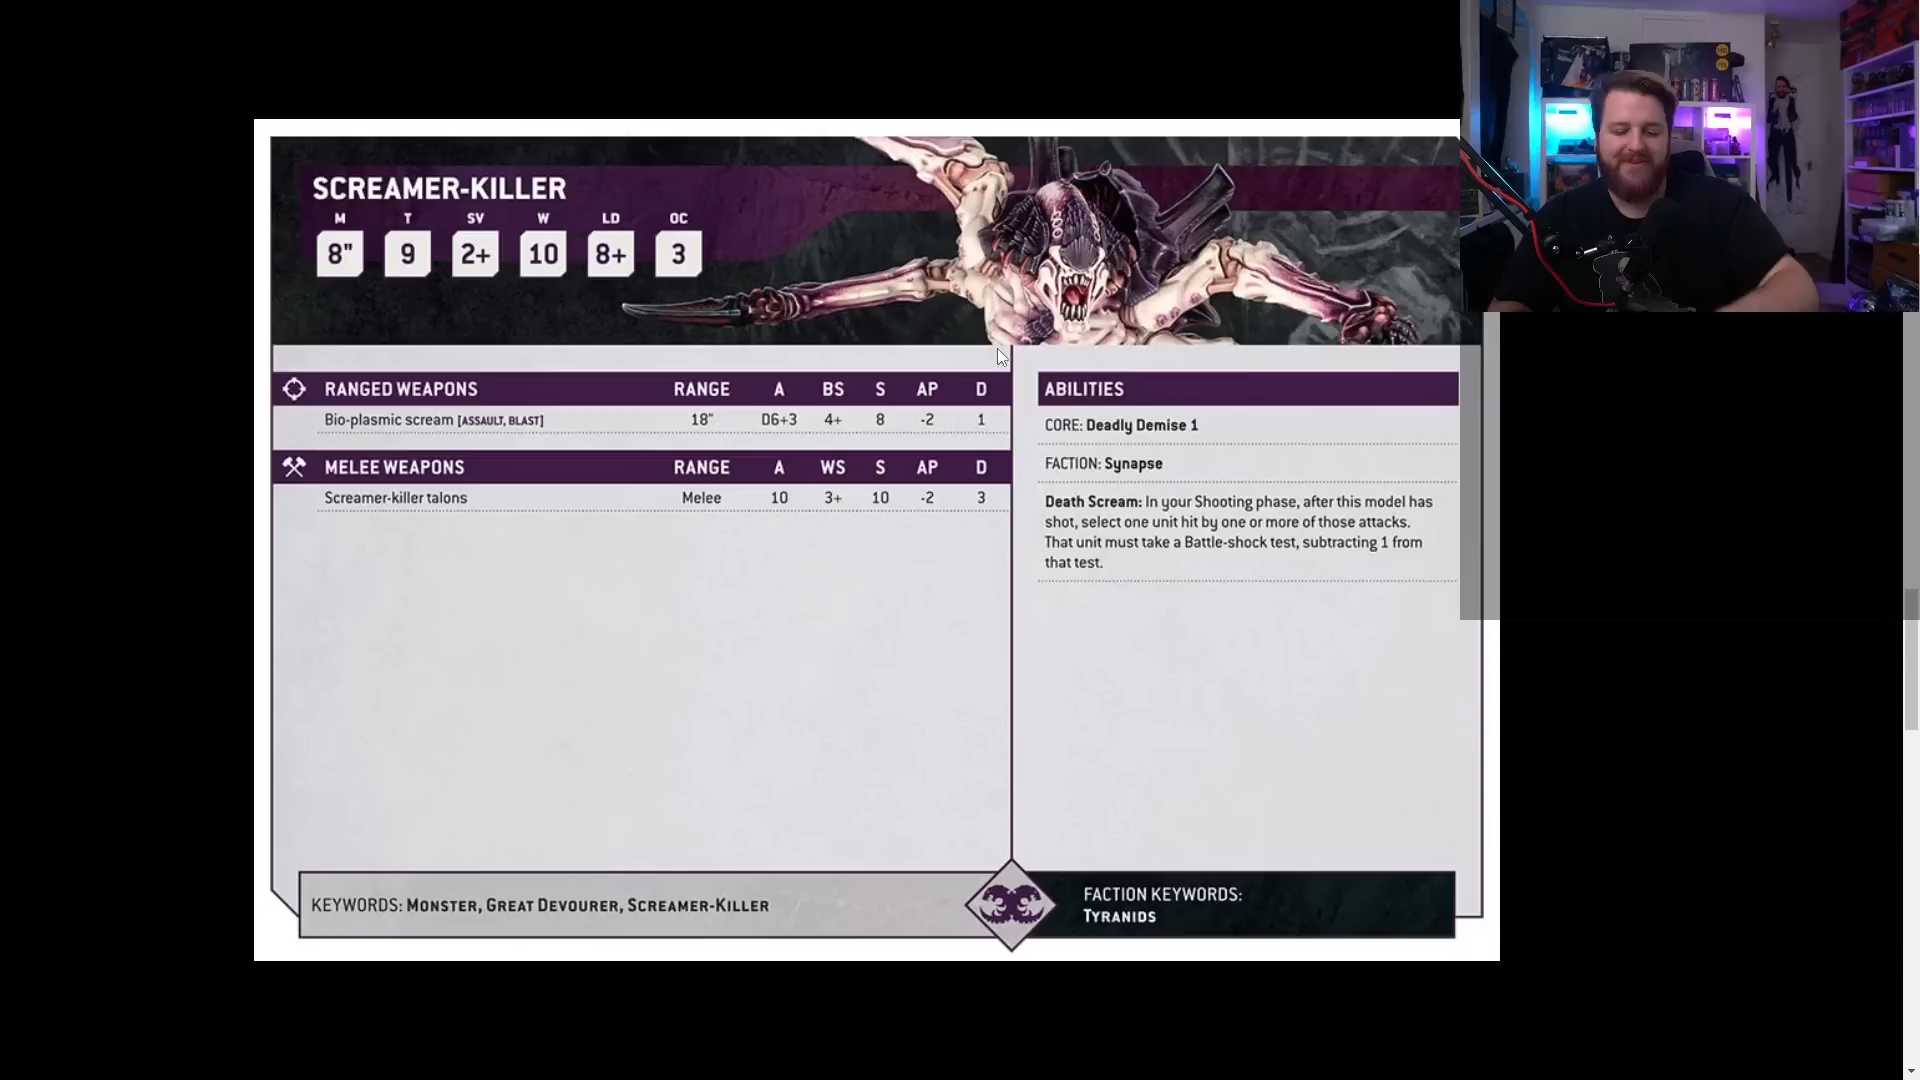 SCREAMER-KILLER
M T SV W LD OC
8" 9 2+ 10 8+ 3
RANGED WEAPONS RANGE A BS S AP D
Bio-plasmic scream [ASSAULT, BLAST] 18" D6+3 4+ 8 -2 1
MELEE WEAPONS RANGE A WS S AP D
Screamer-killer talons Melee 10 3+ 10 -2 3
ABILITIES
CORE: Deadly Demise 1
FACTION: Synapse
Death Scream: In your Shooting phase, after this model has
shot, select one unit hit by one or more of those attacks.
That unit must take a Battle-shock test, subtracting 1 from
that test.
KEYWORDS: MONSTER, GREAT DEVOURER, SCREAMER-KILLER
FACTION KEYWORDS:
TYRANIDS